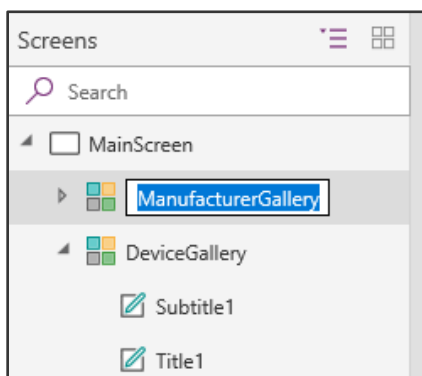 Screens
Search
MainScreen
ManufacturerGallery
DeviceGallery
Subtitle1
Title1